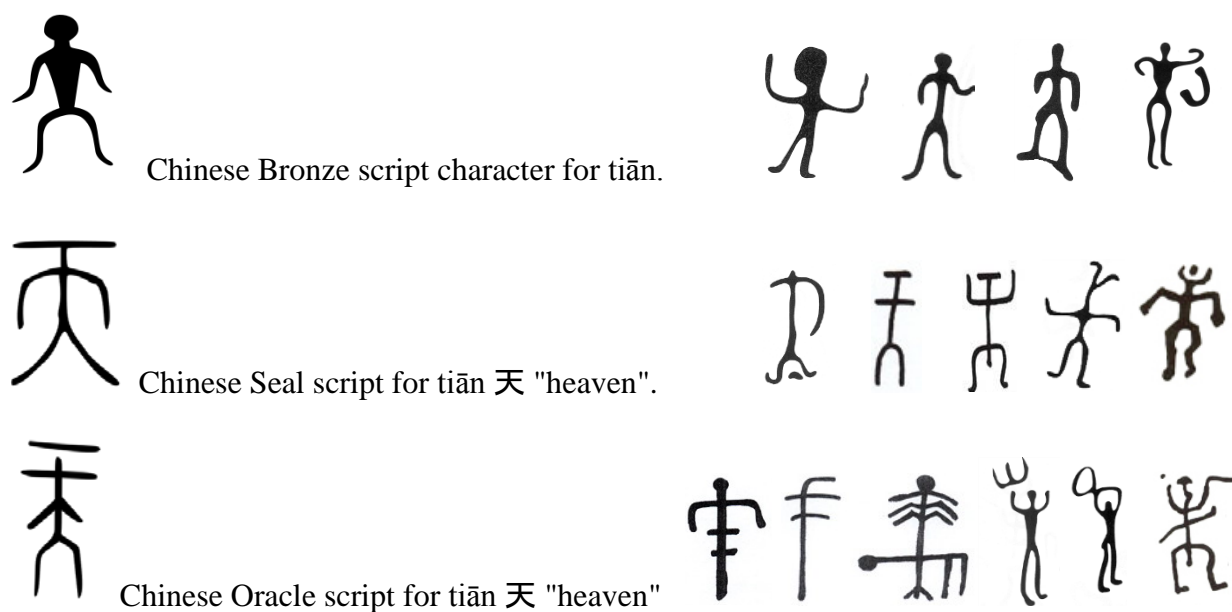 Chinese Bronze script character for tiān.
Chinese Seal script for tiān 天 "heaven".
Chinese Oracle script for tiān 天 "heaven"